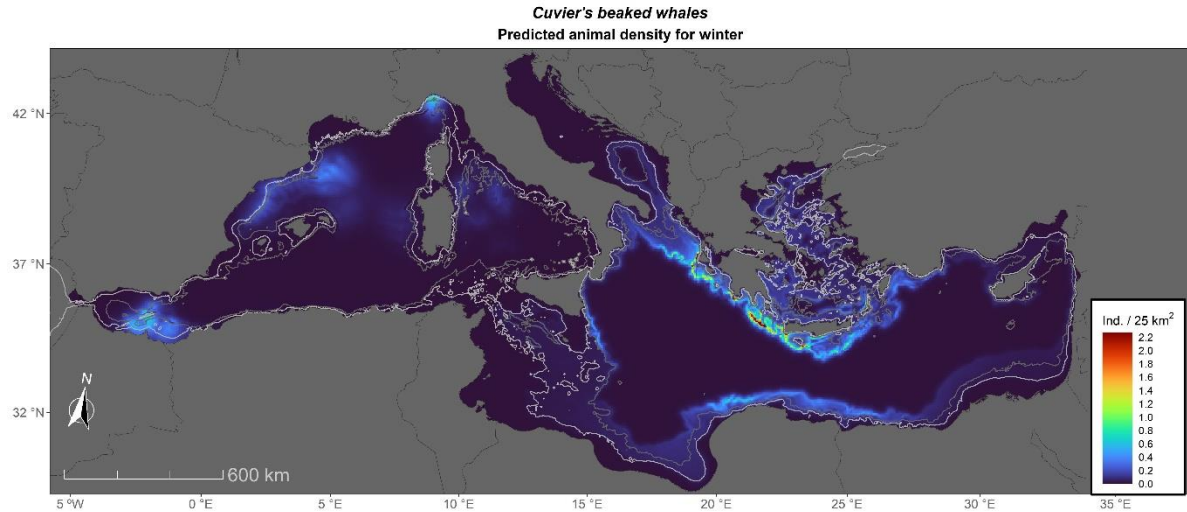 Cuvier's beaked whales
Predicted animal density for winter
42 °N
37 °N
32 °N
N
600 km
Ind. / 25 km²
2.2
2.0
1.8
1.6
1.4
1.2
1.0
0.8
0.6
0.4
0.2
0.0
5 °W
0 °E
5 °E
10 °E
15 °E
20 °E
25 °E
30 °E
35 °E